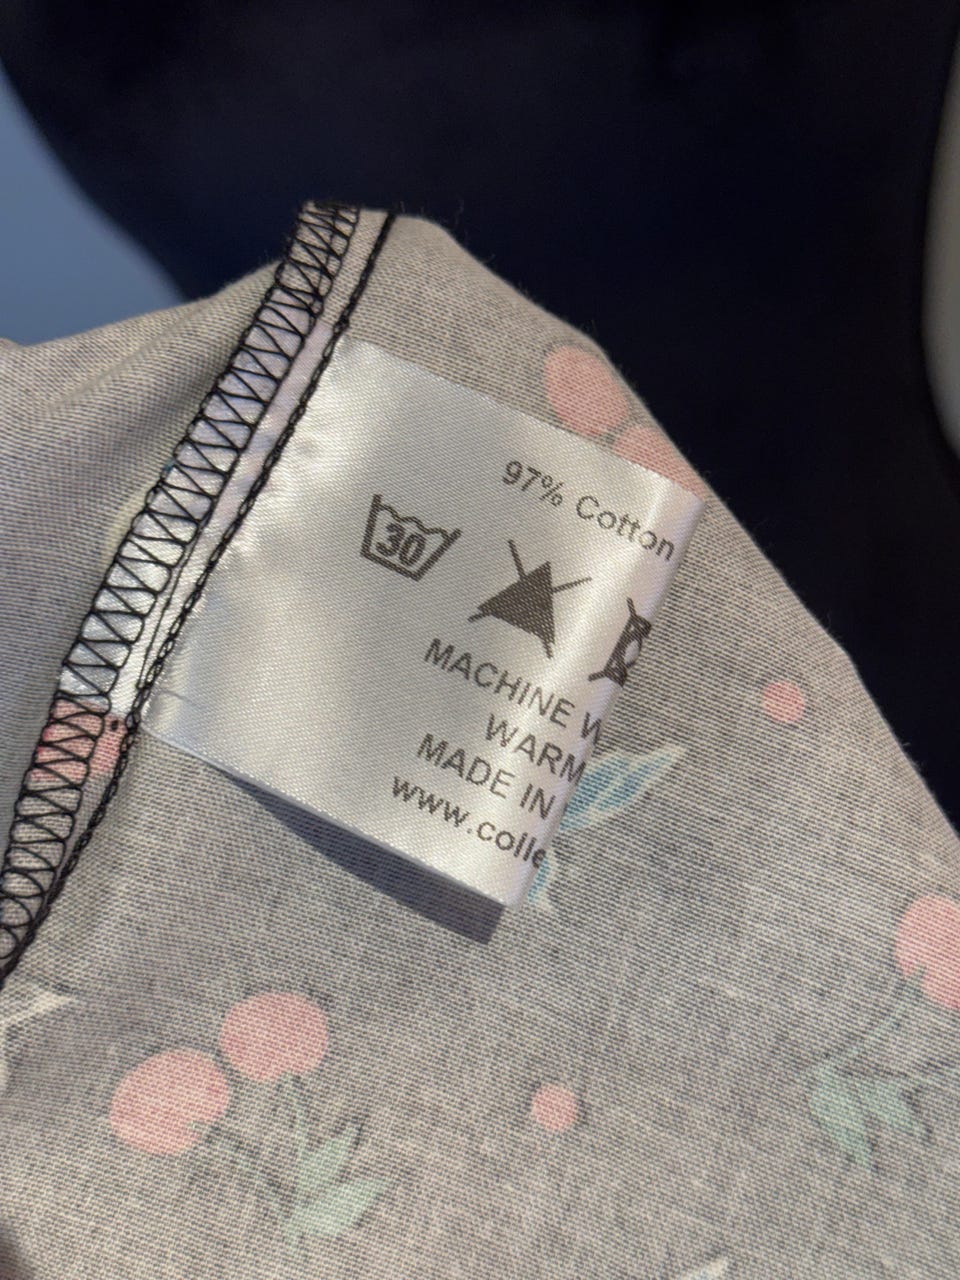 97% Cotton
30
MACHINE W
WARM
MADE IN
www.colle